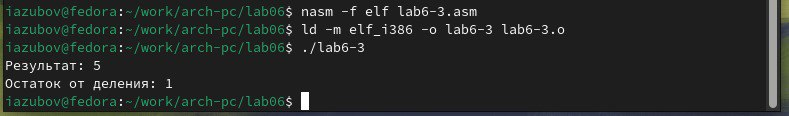 iazubov@fedora:~/work/arch-pc/lab06$ nasm -f elf lab6-3.asm
iazubov@fedora:~/work/arch-pc/lab06$ ld -m elf_i386 -o lab6-3 lab6-3.o
iazubov@fedora:~/work/arch-pc/lab06$ ./lab6-3
Результат: 5
Остаток от деления: 1
iazubov@fedora:~/work/arch-pc/lab06$